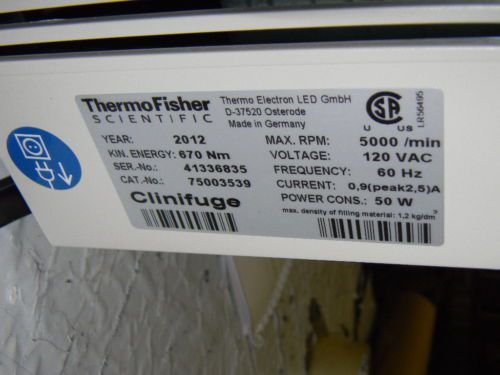 ThermoFisher
SCIENTIFIC
Thermo Electron LED GmbH
D-37520 Osterode
Made in Germany
SA
U US
LR56495
YEAR: 2012
KIN. ENERGY: 670 Nm
SER.-No.: 41336835
CAT.-No.: 75003539
Clinifuge
MAX. RPM: 5000 /min
VOLTAGE: 120 VAC
FREQUENCY: 60 Hz
CURRENT: 0,9(peak2,5)A
POWER CONS.: 50 W
max. density of filling material: 1,2 kg/dm³